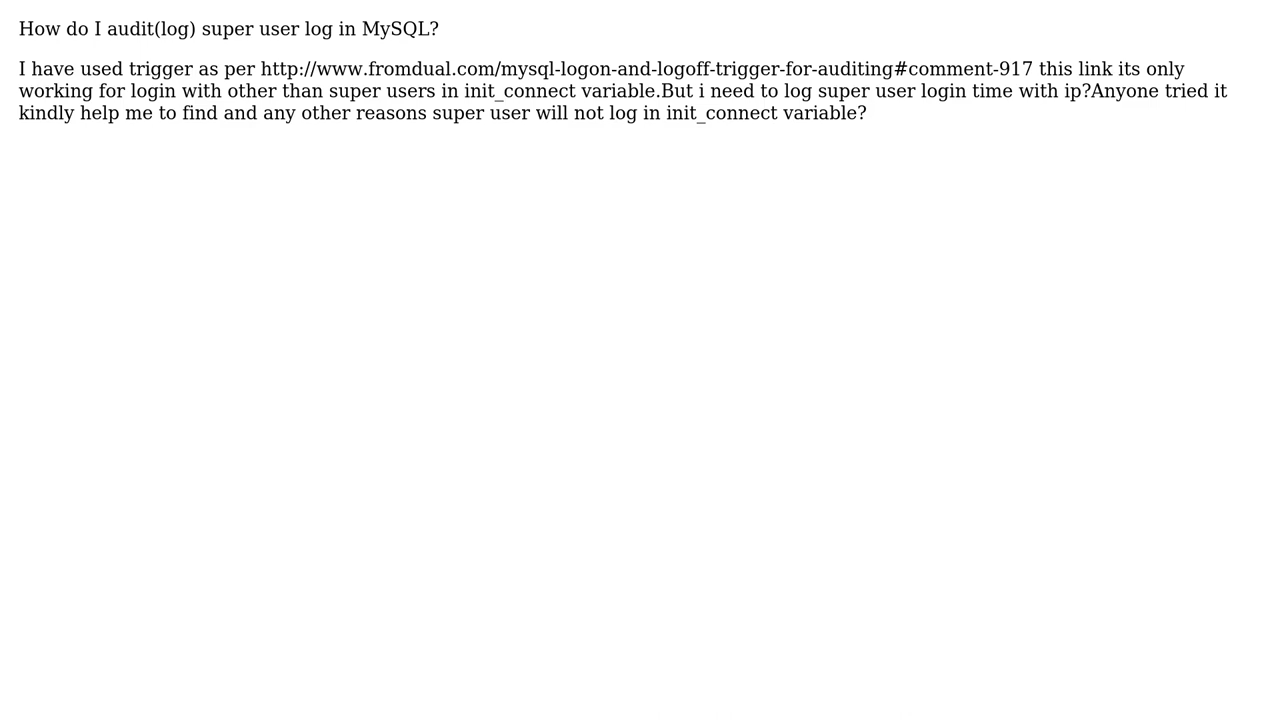 How do I audit(log) super user log in MySQL?
I have used trigger as per http://www.fromdual.com/mysql-logon-and-logoff-trigger-for-auditing#comment-917 this link its only
working for login with other than super users in init_connect variable.But i need to log super user login time with ip?Anyone tried it
kindly help me to find and any other reasons super user will not log in init_connect variable?